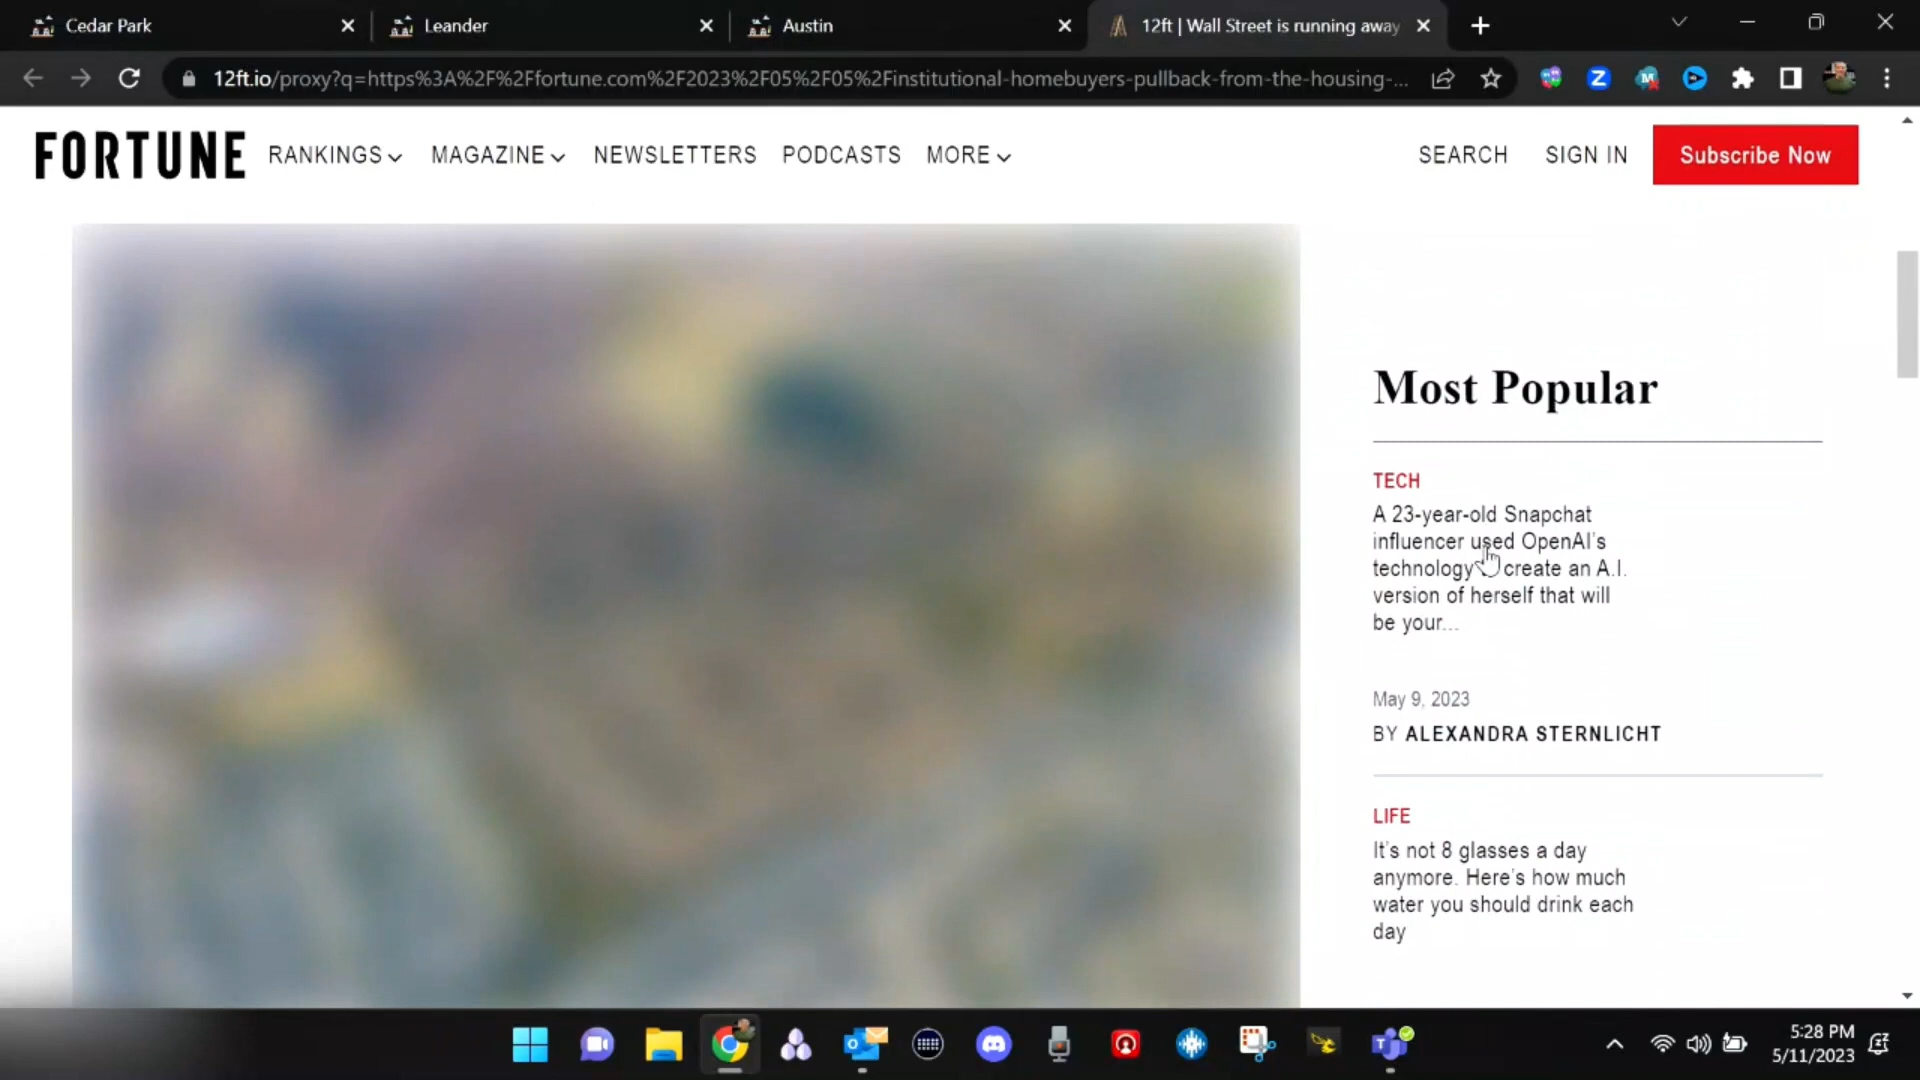 Cedar Park
Leander
Austin
12ft | Wall Street is running away
12ft.io/proxy?q=https%3A%2F%2Ffortune.com%2F2023%2F05%2F05%2Finstitutional-homebuyers-pullback-from-the-housing-...
FORTUNE RANKINGS MAGAZINE NEWSLETTERS PODCASTS MORE SEARCH SIGN IN Subscribe Now
Most Popular
TECH
A 23-year-old Snapchat
influencer used OpenAI's
technology create an A.I.
version of herself that will
be your...
May 9, 2023
BY ALEXANDRA STERNLICHT
LIFE
It's not 8 glasses a day
anymore. Here's how much
water you should drink each
day
5:28 PM
5/11/2023